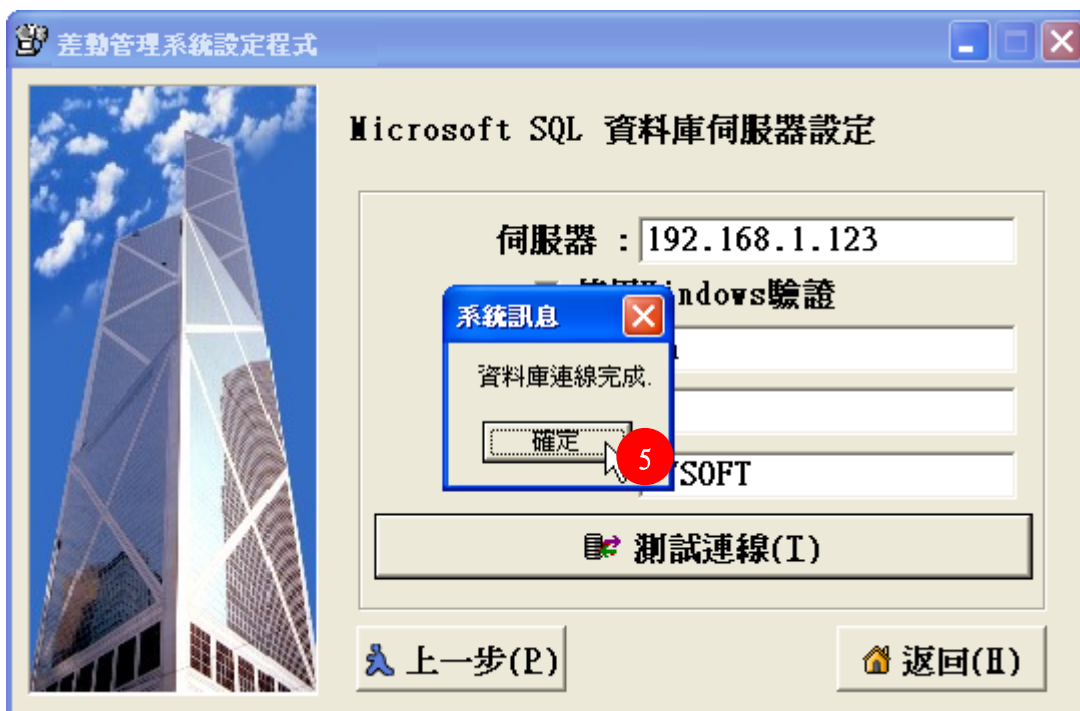 差勤管理系統設定程式
Microsoft SQL 資料庫伺服器設定
伺服器 : 192.168.1.123
indows驗證
系統訊息
資料庫連線完成.
確定
5
SOFT
測試連線(T)
上一步(P)
返回(H)